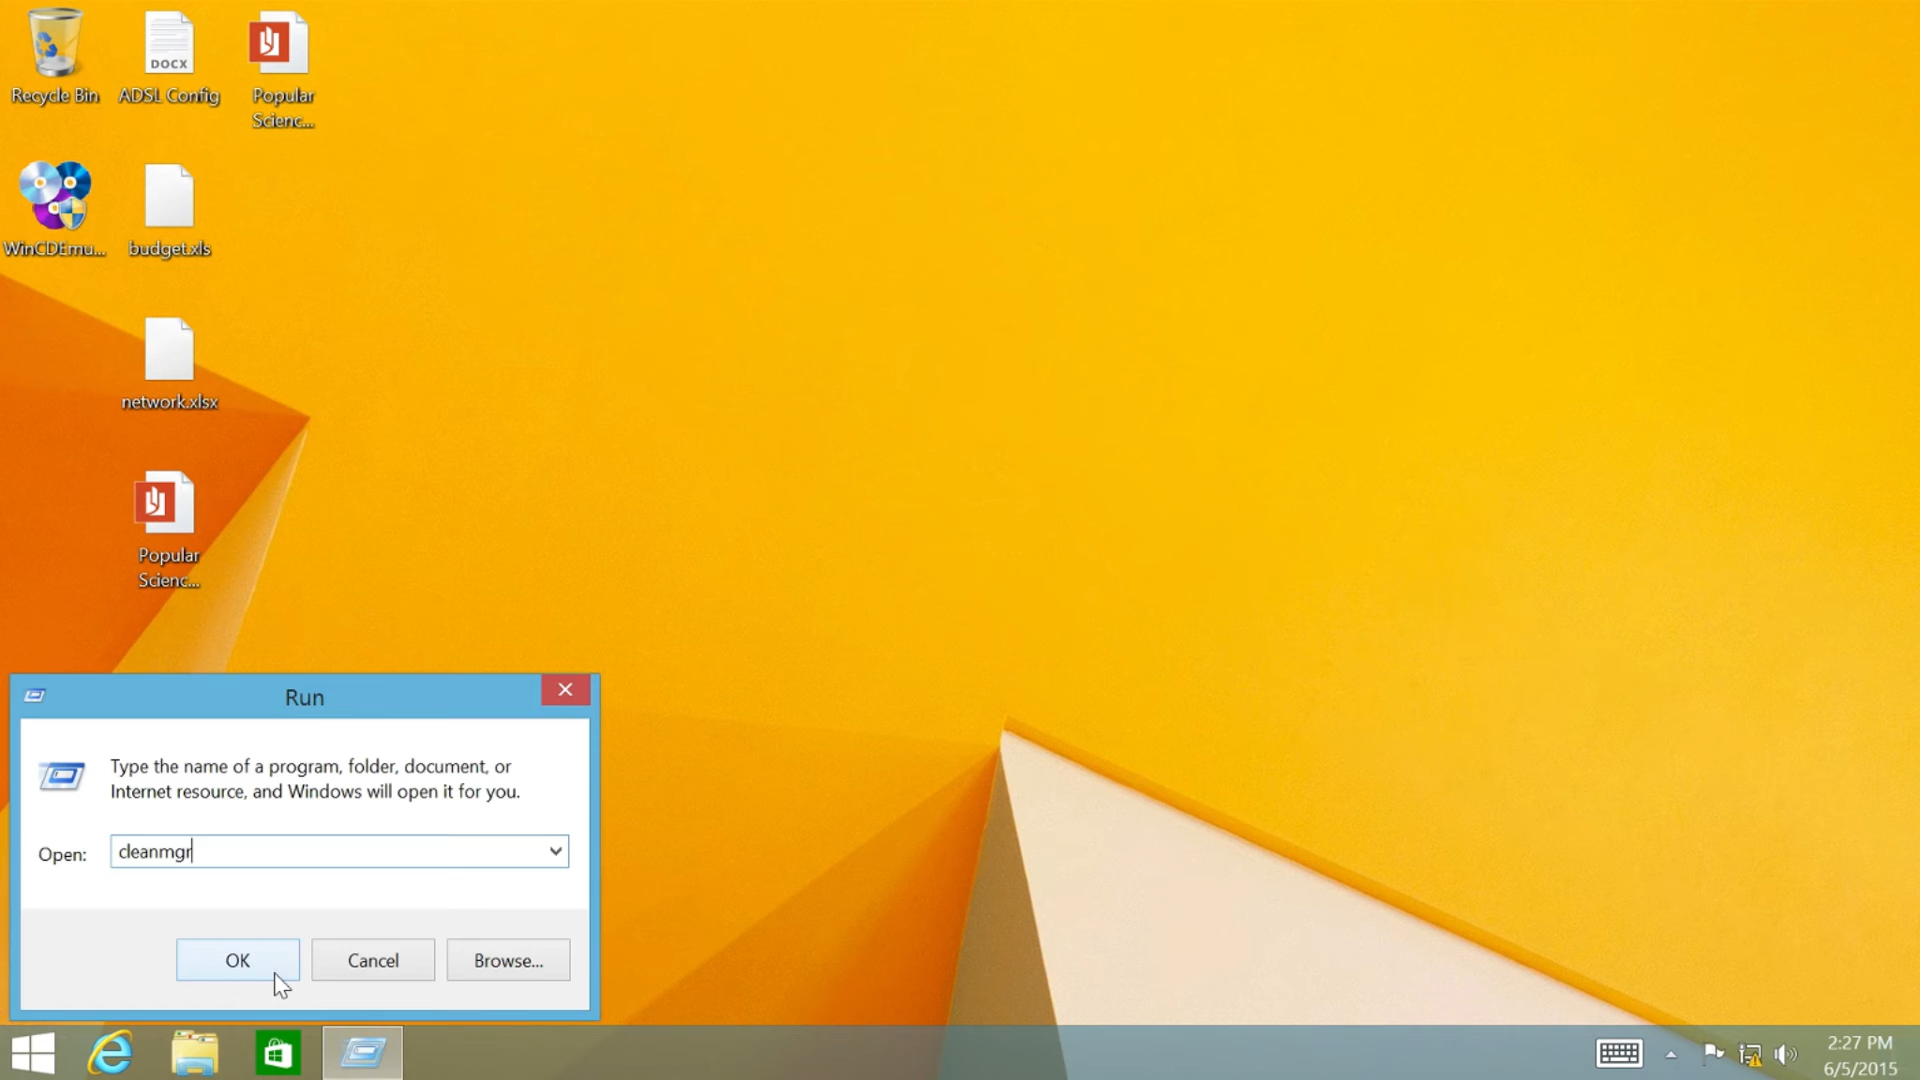 Recycle Bin
ADSL Config
Popular
Scienc...
DOCX
WinCDEmu...
budget.xls
network.xlsx
Popular
Scienc...
Run
Type the name of a program, folder, document, or
Internet resource, and Windows will open it for you.
Open:
cleanmgr
OK
Cancel
Browse...
2:27 PM
6/5/2015